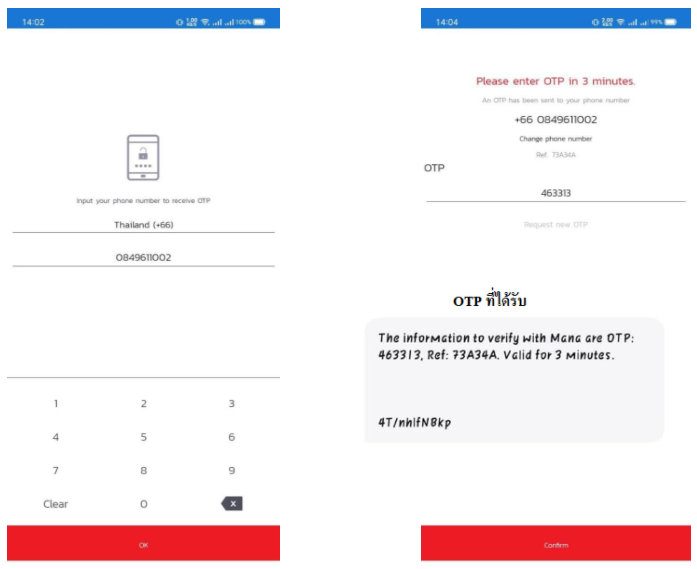 14:02
100%
Input your phone number to receive OTP
Thailand (+66)
0849611002
1 2 3
4 5 6
7 8 9
Clear 0 x
OK
14:04
99%
Please enter OTP in 3 minutes.
An OTP has been sent to your phone number
+66 0849611002
Change phone number
Ref. 73A34A
OTP
463313
Request new OTP
OTP ที่ได้รับ
The information to verify with Mana are OTP:
463313, Ref: 73A34A. Valid for 3 minutes.
4T/nhifNBkp
Confirm